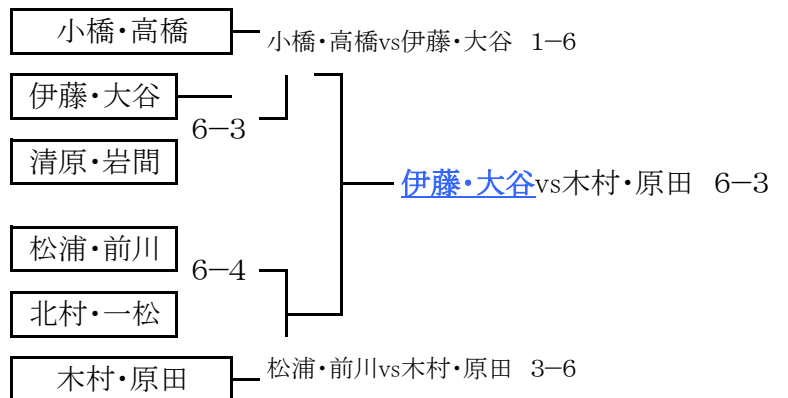 小橋・高橋
小橋・高橋vs伊藤・大谷 1−6
伊藤・大谷
6−3
清原・岩間
伊藤・大谷vs木村・原田 6−3
松浦・前川
6−4
北村・一松
松浦・前川vs木村・原田 3−6
木村・原田